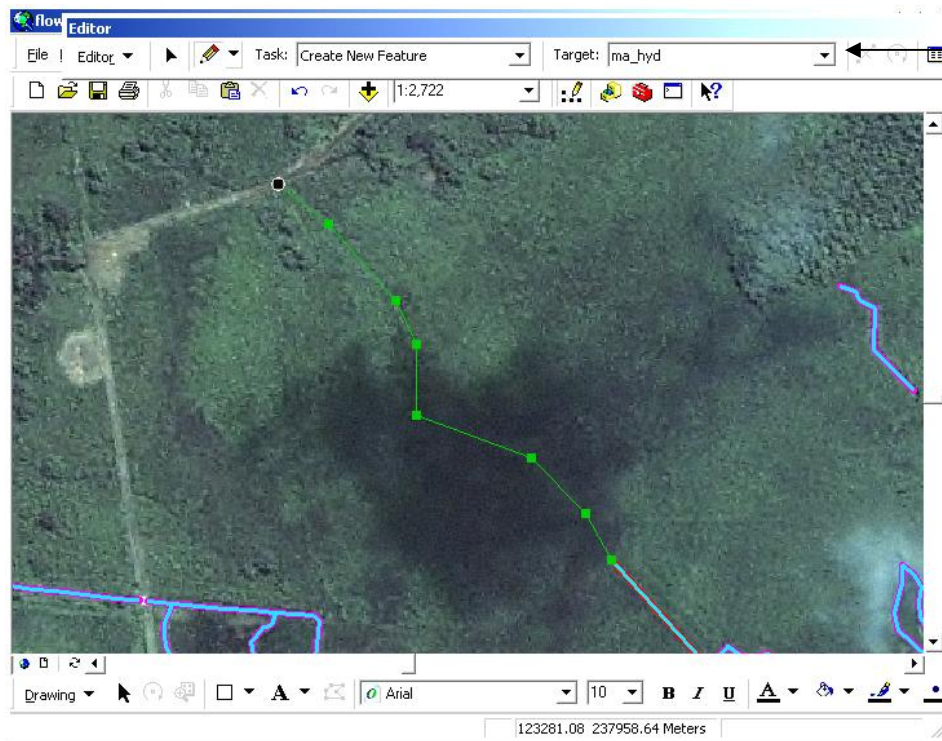 flow
Editor
File Editor Task: Create New Feature Target: ma_hyd
1:2,722
Drawing A Arial 10 B I U A
123281.08 237958.64 Meters